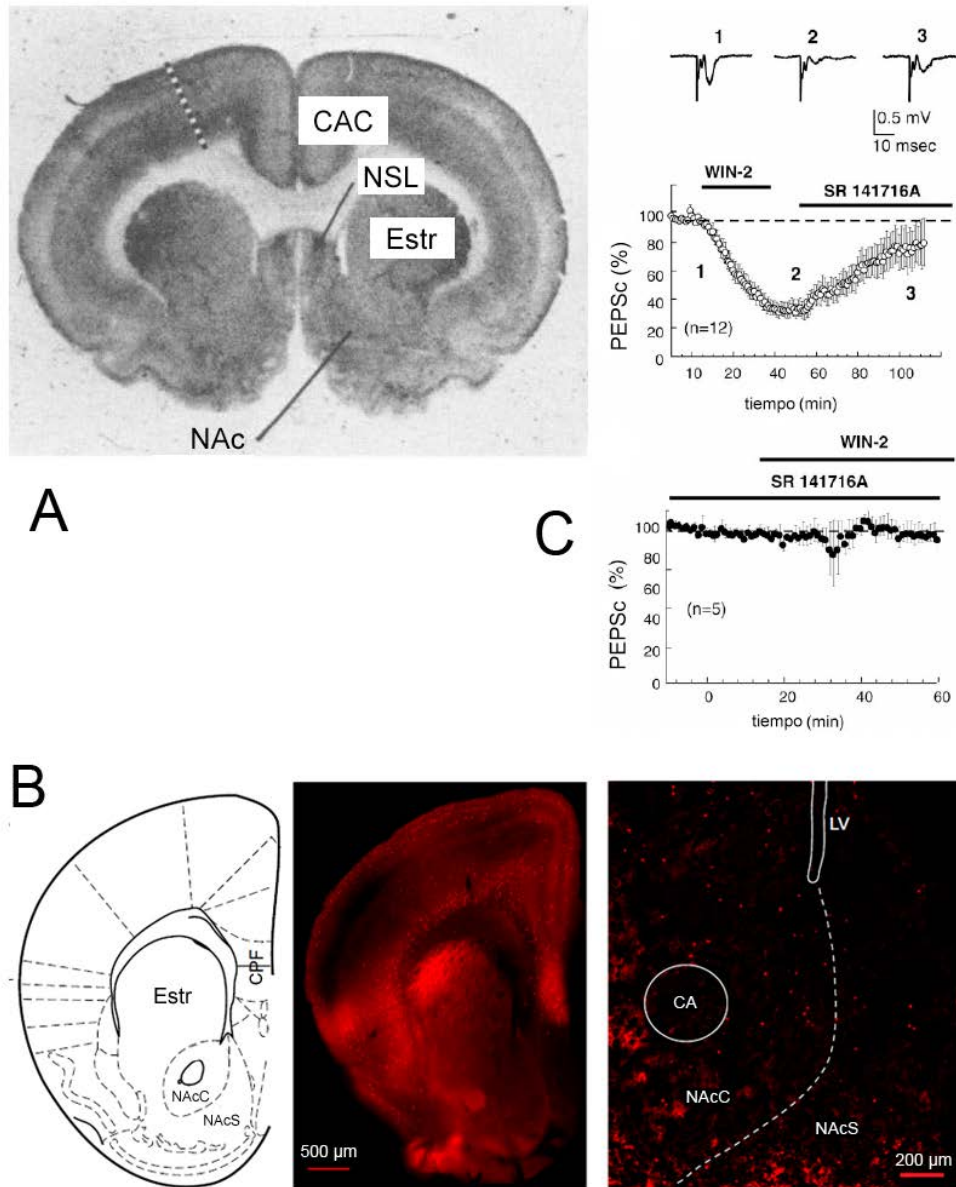 CAC
NSL
Estr
NAc
A
1 2 3
0.5 mV
10 msec
WIN-2
SR 141716A
PEPSc (%)
100
80
60
40
20
0
1
2
3
(n=12)
10 20 40 60 80 100
tiempo (min)
C
WIN-2
SR 141716A
PEPSc (%)
100
80
60
40
20
0
(n=5)
0 20 40 60
tiempo (min)
B
Estr
CPF
NAcC
NAcS
500 µm
LV
CA
NAcC
NAcS
200 µm